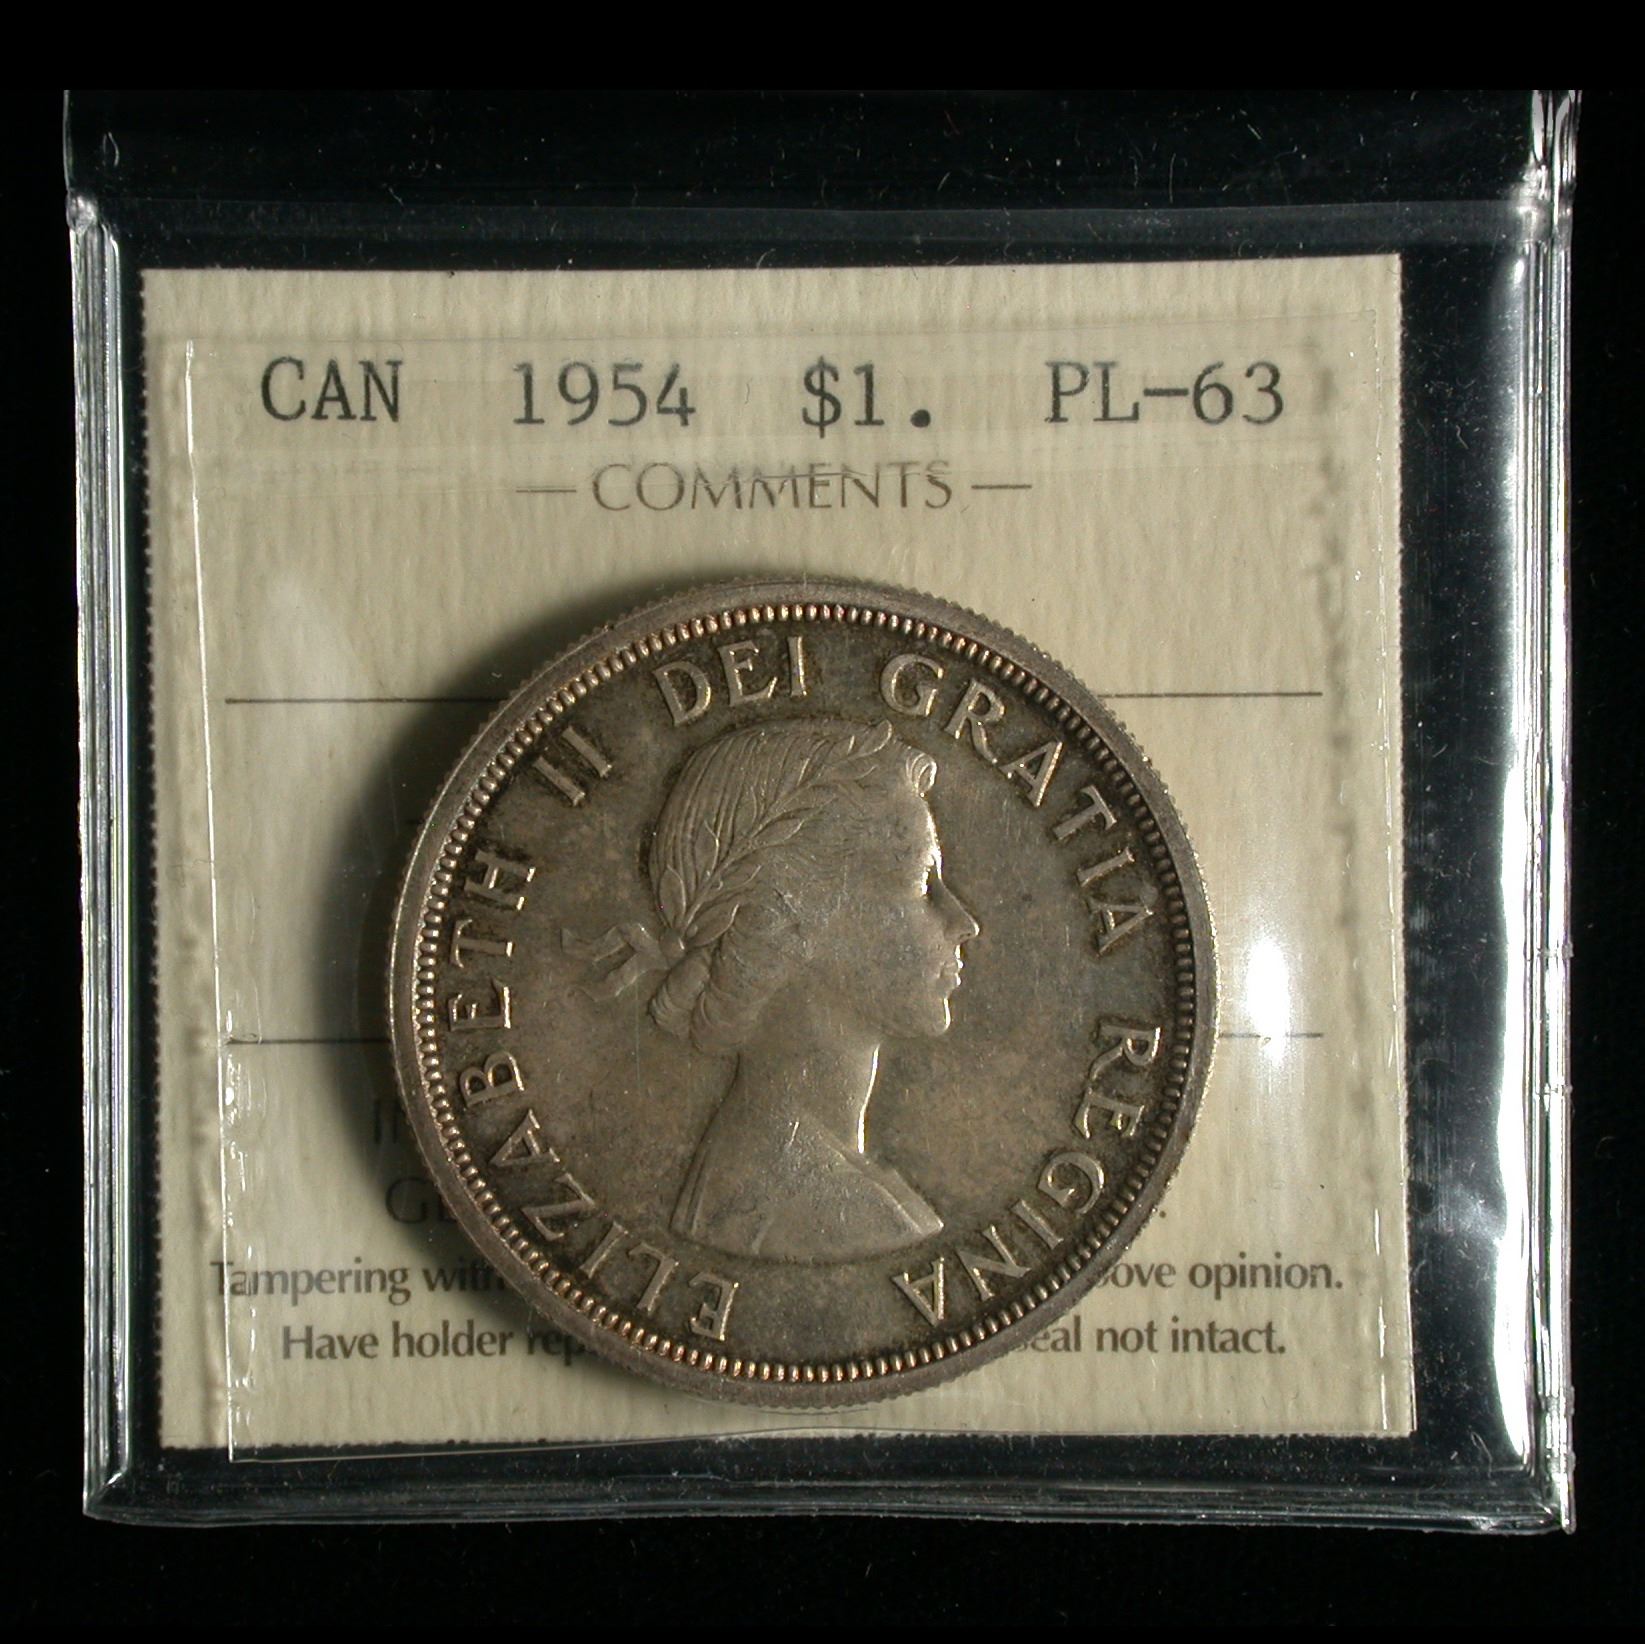 CAN 1954 $1. PL-63
— COMMENTS —
ELIZABETH II DEI GRATIA REGINA
Tampering with ove opinion.
Have holder seal not intact.